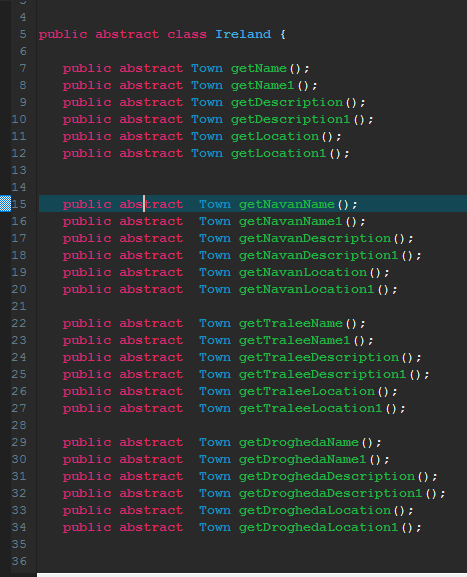 4
5 public abstract class Ireland {
6
7 public abstract Town getName();
8 public abstract Town getName1();
9 public abstract Town getDescription();
10 public abstract Town getDescription1();
11 public abstract Town getLocation();
12 public abstract Town getLocation1();
13
14
15 public abstract  Town getNavanName();
16 public abstract  Town getNavanName1();
17 public abstract  Town getNavanDescription();
18 public abstract  Town getNavanDescription1();
19 public abstract  Town getNavanLocation();
20 public abstract  Town getNavanLocation1();
21
22 public abstract  Town getTraleeName();
23 public abstract  Town getTraleeName1();
24 public abstract  Town getTraleeDescription();
25 public abstract  Town getTraleeDescription1();
26 public abstract  Town getTraleeLocation();
27 public abstract  Town getTraleeLocation1();
28
29 public abstract  Town getDroghedaName();
30 public abstract  Town getDroghedaName1();
31 public abstract  Town getDroghedaDescription();
32 public abstract  Town getDroghedaDescription1();
33 public abstract  Town getDroghedaLocation();
34 public abstract  Town getDroghedaLocation1();
35
36